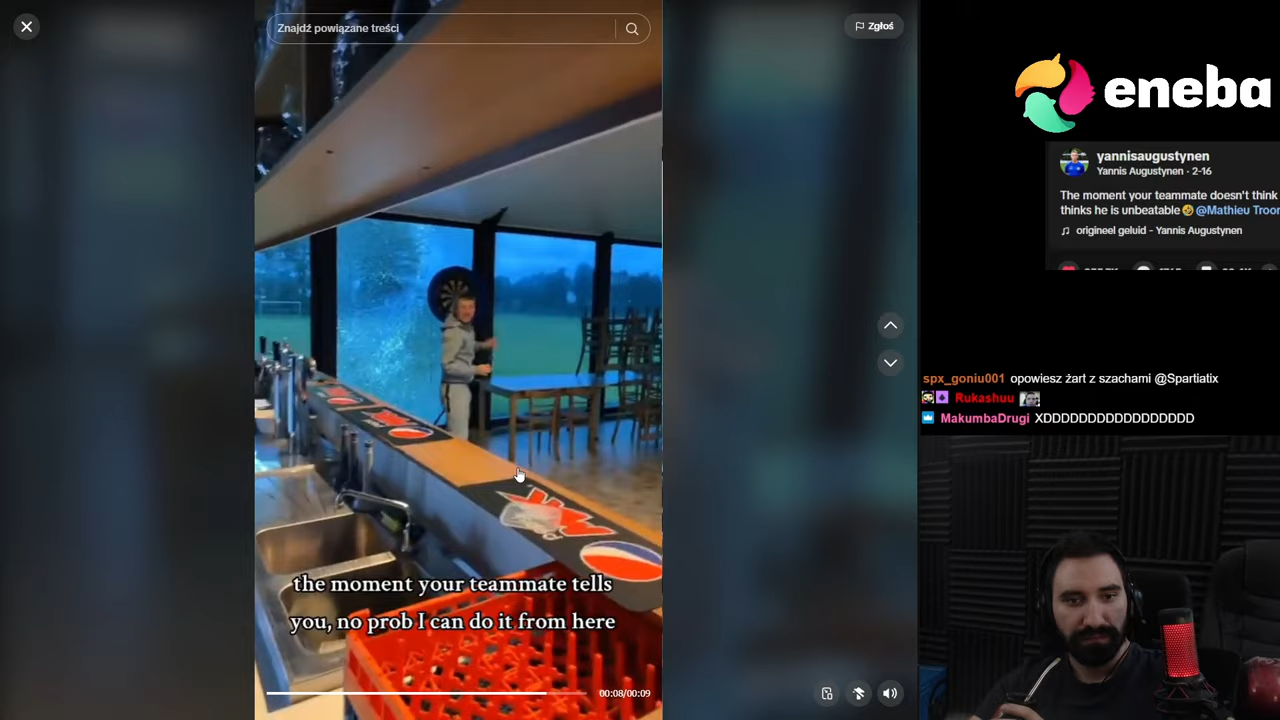 Znajdź powiązane treści
Zgłoś
the moment your teammate tells
you, no prob I can do it from here
00:08/00:09
eneba
yannisaugustynen
Yannis Augustynen · 2-16
The moment your teammate doesn't think
thinks he is unbeatable🤣 @Mathieu Troor
origineel geluid - Yannis Augustynen
spx_goniu001 opowiesz żart z szachami @Spartiatix
Rukashuu
MakumbaDrugi XDDDDDDDDDDDDDDDDDD